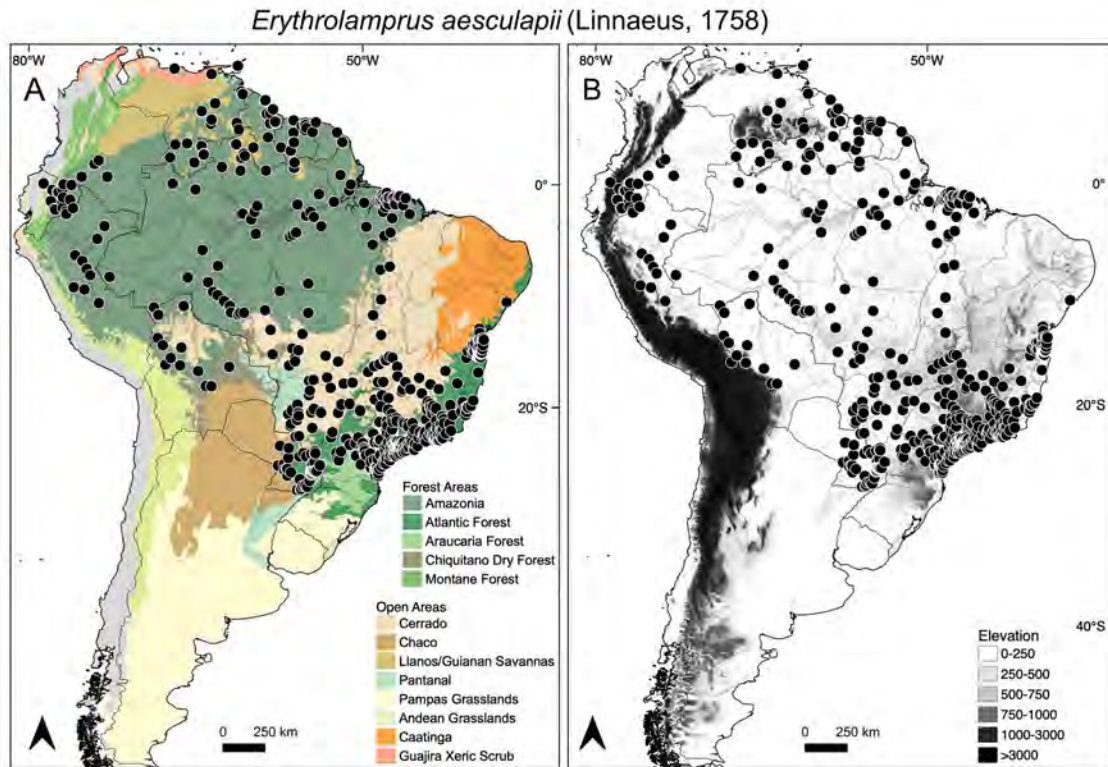 Erythrolamprus aesculapii (Linnaeus, 1758)
80°W
50°W
A
0°
20°S
Forest Areas
Amazonia
Atlantic Forest
Araucaria Forest
Chiquitano Dry Forest
Montane Forest
Open Areas
Cerrado
Chaco
Llanos/Guianan Savannas
Pantanal
Pampas Grasslands
Andean Grasslands
Caatinga
Guajira Xeric Scrub
0 250 km
80°W
50°W
B
0°
20°S
40°S
Elevation
0-250
250-500
500-750
750-1000
1000-3000
>3000
0 250 km